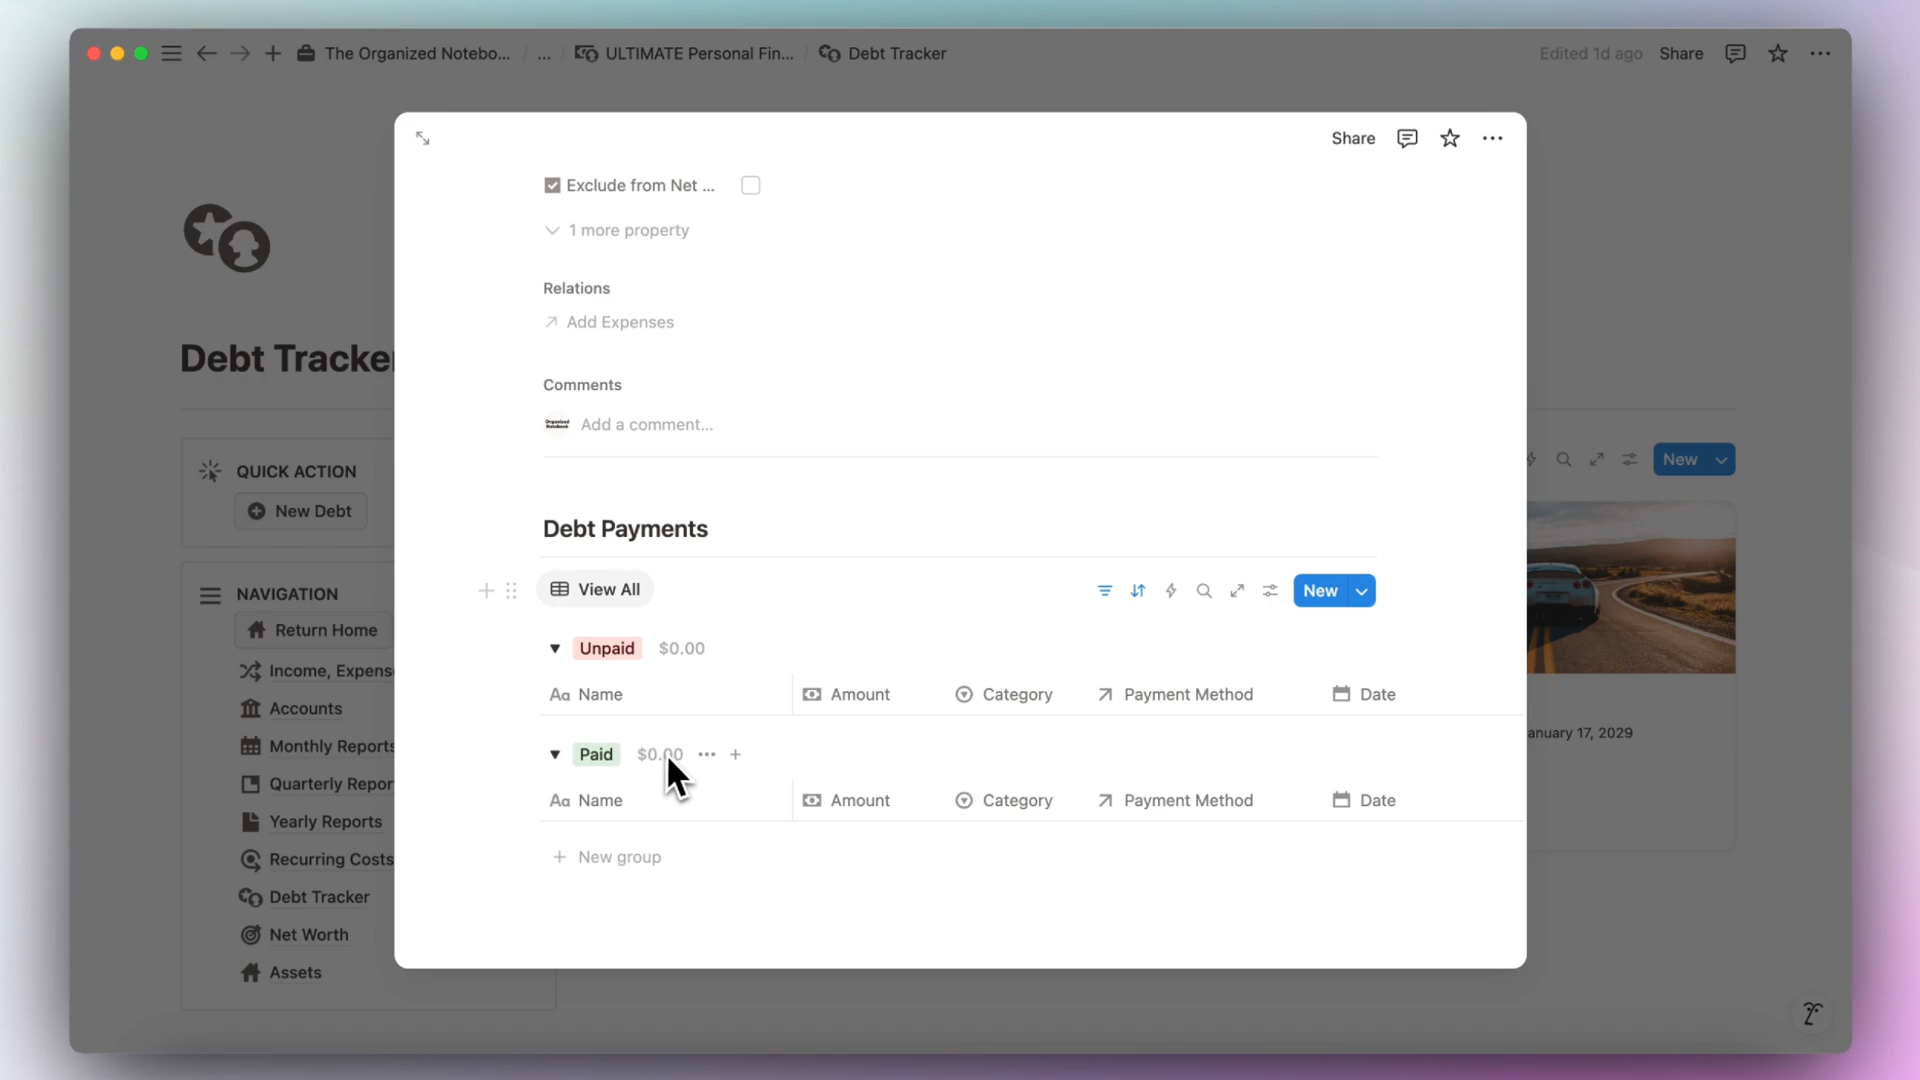 The Organized Notebo... / ... / ULTIMATE Personal Fin... / Debt Tracker
Edited 1d ago Share
Share
Exclude from Net ...
1 more property
Relations
Add Expenses
Comments
Organized
Notebook
Add a comment...
Debt Tracker
QUICK ACTION
New Debt
NAVIGATION
Return Home
Income, Expens
Accounts
Monthly Reports
Quarterly Repor
Yearly Reports
Recurring Costs
Debt Tracker
Net Worth
Assets
Debt Payments
View All
New
Unpaid $0.00
Aa Name Amount Category Payment Method Date
Paid $0.00
Aa Name Amount Category Payment Method Date
+ New group
New
anuary 17, 2029